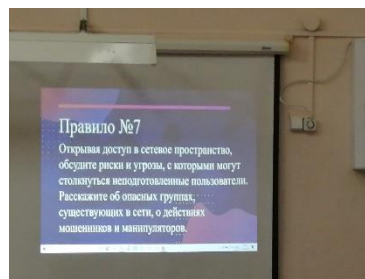 Правило №7
Открывая доступ в сетевое пространство,
обсудите риски и угрозы, с которыми могут
столкнуться неподготовленные пользователи.
Расскажите об опасных группах,
существующих в сети, о действиях
мошенников и манипуляторов.